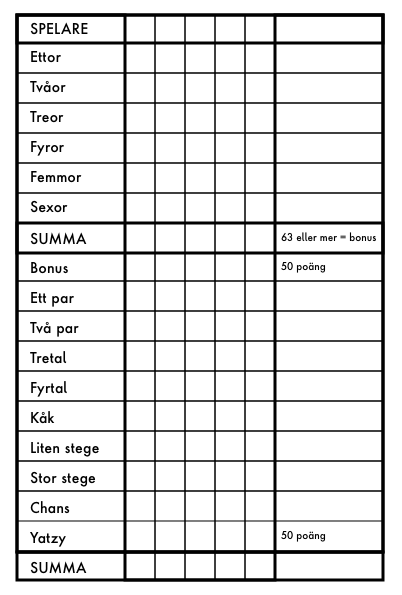 SPELARE
Ettor
Tvåor
Treor
Fyror
Femmor
Sexor
SUMMA 63 eller mer = bonus
Bonus 50 poäng
Ett par
Två par
Tretal
Fyrtal
Kåk
Liten stege
Stor stege
Chans
Yatzy 50 poäng
SUMMA